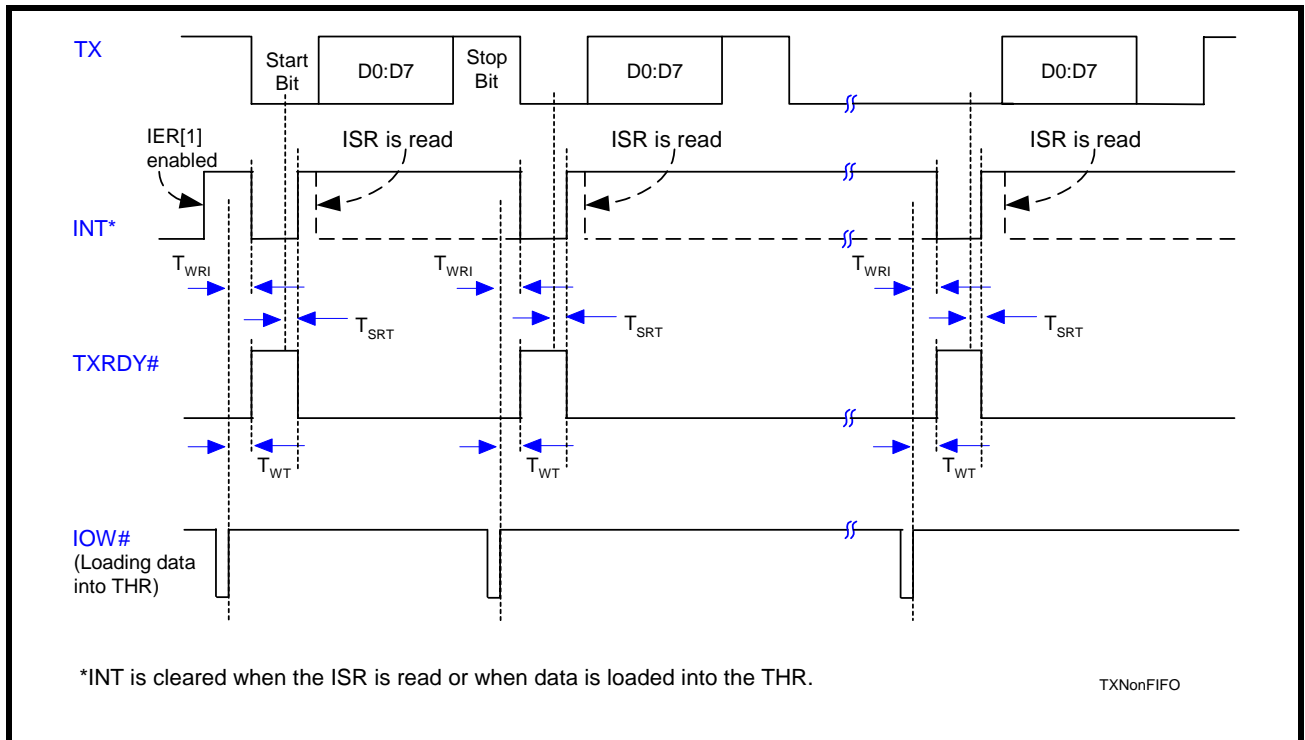 TX
Start
Bit
D0:D7
Stop
Bit
D0:D7
D0:D7
IER[1]
enabled
ISR is read
ISR is read
ISR is read
INT*
TWRI
TWRI
TWRI
TSRT
TSRT
TSRT
TXRDY#
TWT
TWT
TWT
IOW#
(Loading data
into THR)
*INT is cleared when the ISR is read or when data is loaded into the THR.
TXNonFIFO